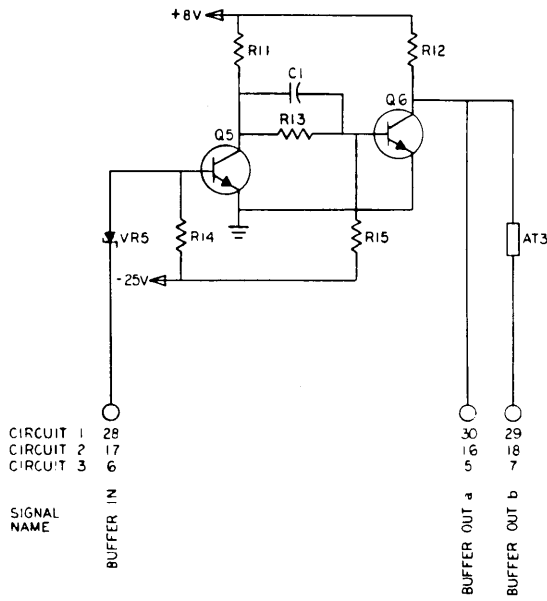 +8V
R11
R12
C1
Q6
R13
Q5
VR5
R14
R15
AT3
-25V
CIRCUIT 1 28 30 29
CIRCUIT 2 17 16 18
CIRCUIT 3 6 5 7
SIGNAL
NAME
BUFFER IN
BUFFER OUT a
BUFFER OUT b